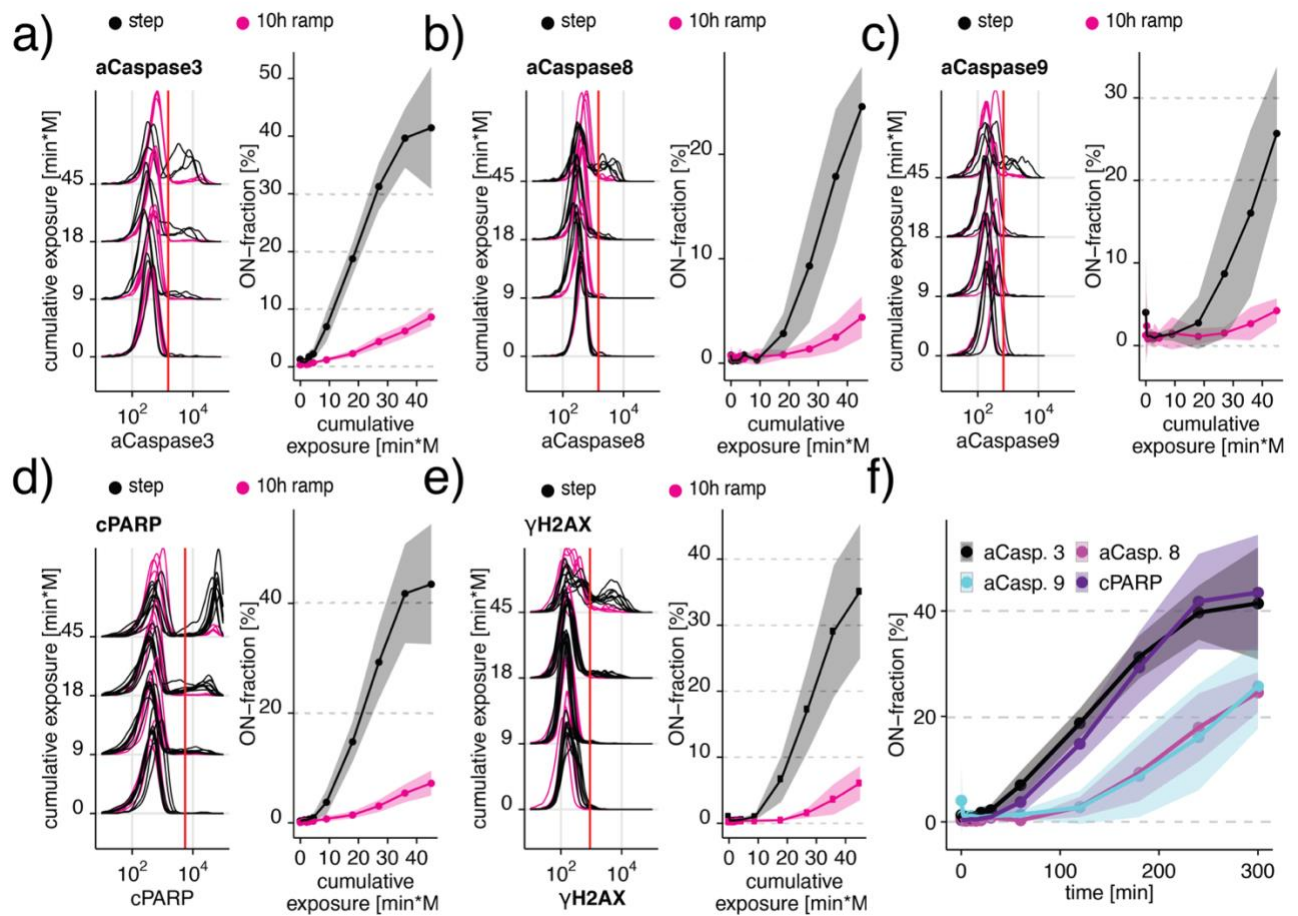 step 10h ramp step 10h ramp step 10h ramp
a) b) c)
aCaspase3 aCaspase8 aCaspase9
cumulative exposure [min*M]
45
18
9
0
10² 10⁴
aCaspase3
ON-fraction [%]
50
40
30
20
10
0
0 10 20 30 40
cumulative
exposure [min*M
cumulative exposure [min*M]
45
18
9
0
10² 10⁴
aCaspase8
ON-fraction [%]
20
10
0
0 10 20 30 40
cumulative
exposure [min*M
cumulative exposure [min*M]
45
18
9
0
10² 10⁴
aCaspase9
ON-fraction [%]
30
20
10
0
0 10 20 30 40
cumulative
exposure [min*M
d) step 10h ramp e) step 10h ramp f)
cPARP γH2AX
cumulative exposure [min*M]
45
18
9
0
10² 10⁴
cPARP
ON-fraction [%]
40
20
0
0 10 20 30 40
cumulative
exposure [min*M]
cumulative exposure [min*M]
45
18
9
0
10² 10⁴
γH2AX
ON-fraction [%]
40
30
20
10
0
0 10 20 30 40
cumulative
exposure [min*M]
aCasp. 3 aCasp. 8
aCasp. 9 cPARP
ON-fraction [%]
40
20
0
0 100 200 300
time [min]